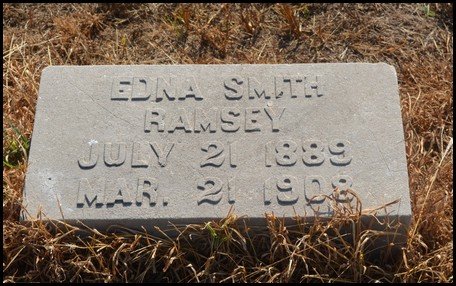 EDNA SMITH
RAMSEY
JULY 21 1889
MAR. 21 1908